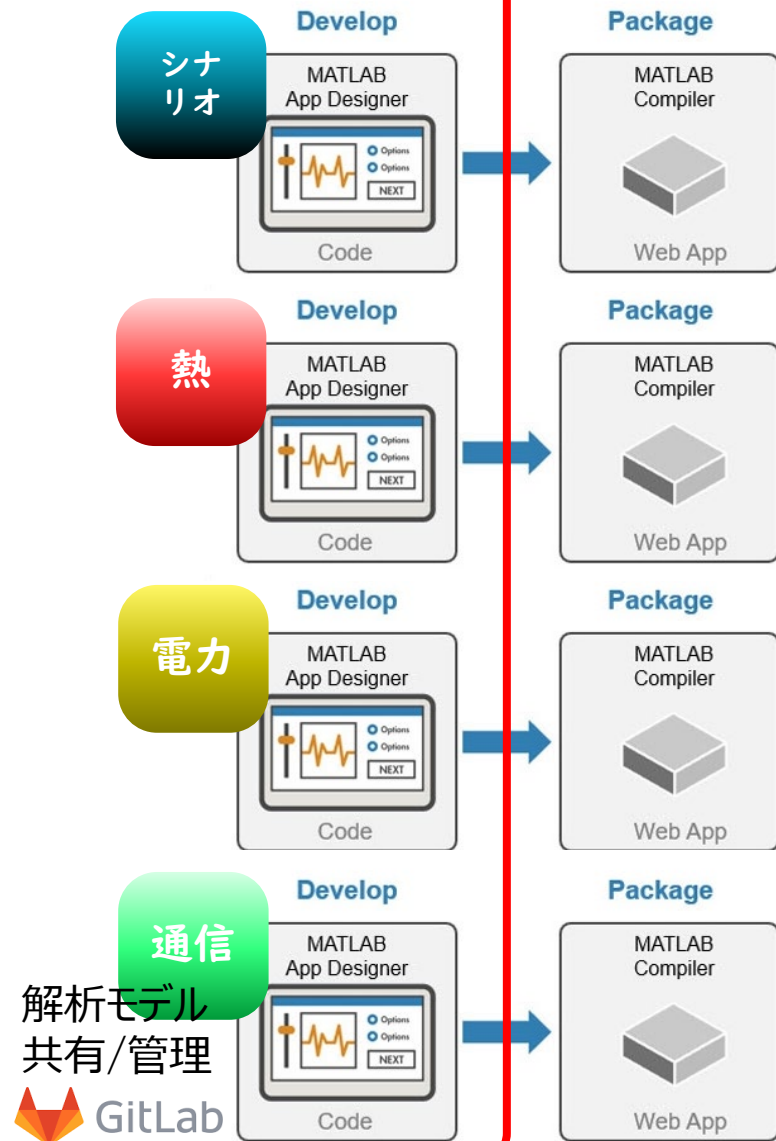 Develop
Package
シナ
リオ
MATLAB
App Designer
Options
Options
NEXT
Code
MATLAB
Compiler
Web App
Develop
Package
熱
MATLAB
App Designer
Options
Options
NEXT
Code
MATLAB
Compiler
Web App
Develop
Package
電力
MATLAB
App Designer
Options
Options
NEXT
Code
MATLAB
Compiler
Web App
Develop
Package
通信
MATLAB
App Designer
Options
Options
NEXT
Code
MATLAB
Compiler
Web App
解析モデル
共有/管理
GitLab